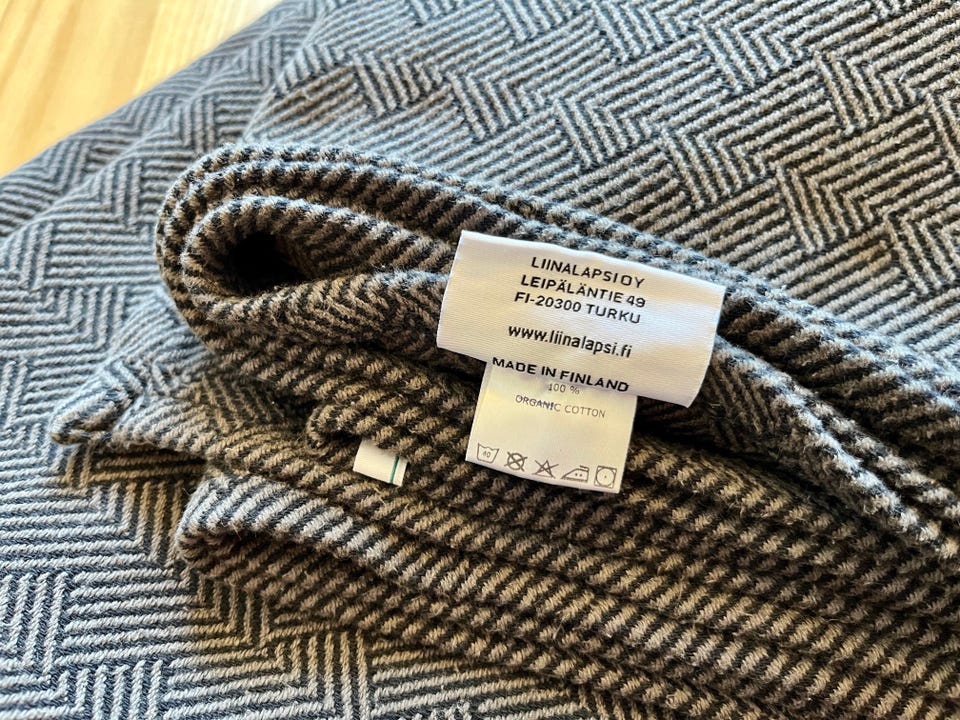 LIINALAPSI OY
LEIPÄLÄNTIE 49
FI-20300 TURKU
www.liinalapsi.fi
MADE IN FINLAND
100 %
ORGANIC COTTON
40